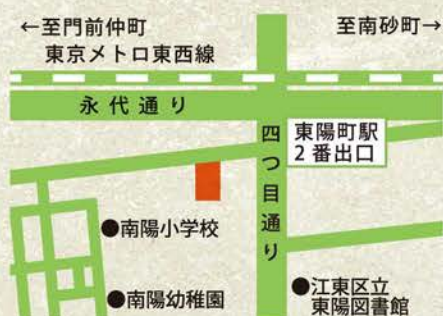 ←至門前仲町
至南砂町→
東京メトロ東西線
永代通り
四つ目通り
東陽町駅
2番出口
●南陽小学校
●南陽幼稚園
●江東区立
東陽図書館